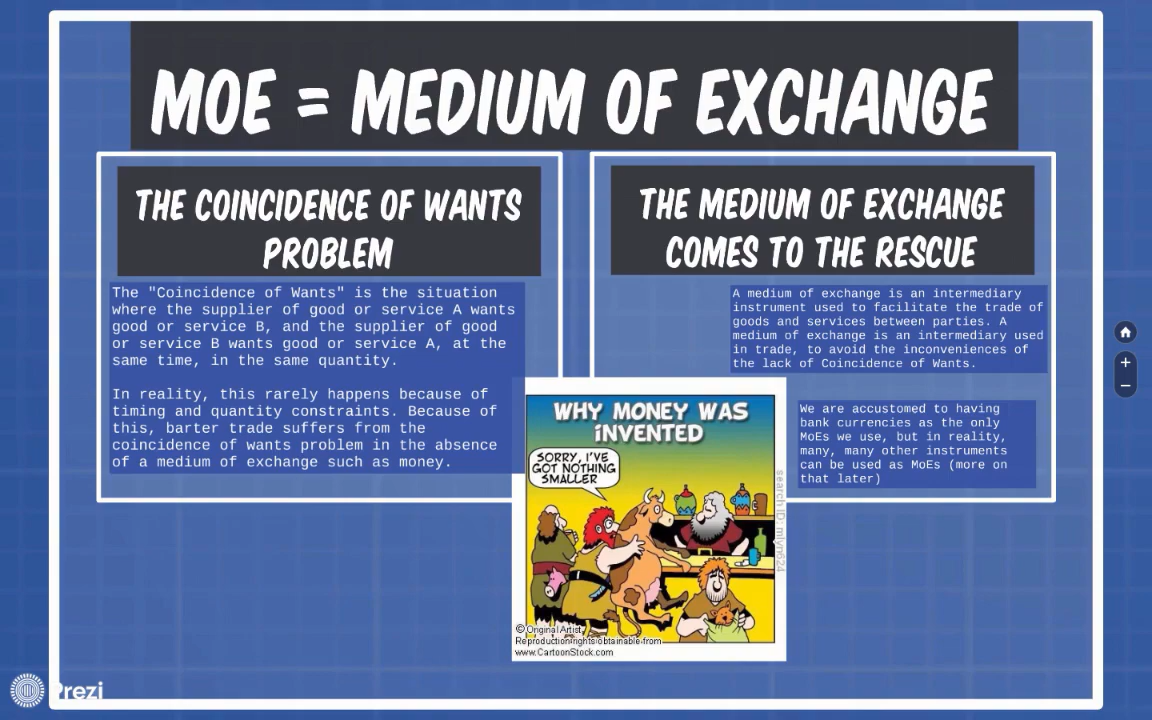 MOE = MEDIUM OF EXCHANGE
THE COINCIDENCE OF WANTS
PROBLEM
The "Coincidence of Wants" is the situation
where the supplier of good or service A wants
good or service B, and the supplier of good
or service B wants good or service A, at the
same time, in the same quantity.
In reality, this rarely happens because of
timing and quantity constraints. Because of
this, barter trade suffers from the
coincidence of wants problem in the absence
of a medium of exchange such as money.
THE MEDIUM OF EXCHANGE
COMES TO THE RESCUE
A medium of exchange is an intermediary
instrument used to facilitate the trade of
goods and services between parties. A
medium of exchange is an intermediary used
in trade, to avoid the inconveniences of
the lack of Coincidence of Wants.
We are accustomed to having
bank currencies as the only
MoEs we use, but in reality,
many, many other instruments
can be used as MoEs (more on
that later)
WHY MONEY WAS
INVENTED
SORRY, I'VE
GOT NOTHING
SMALLER
search ID: mlyn624
© Original Artist
Reproduction rights obtainable from
www.CartoonStock.com
Prezi